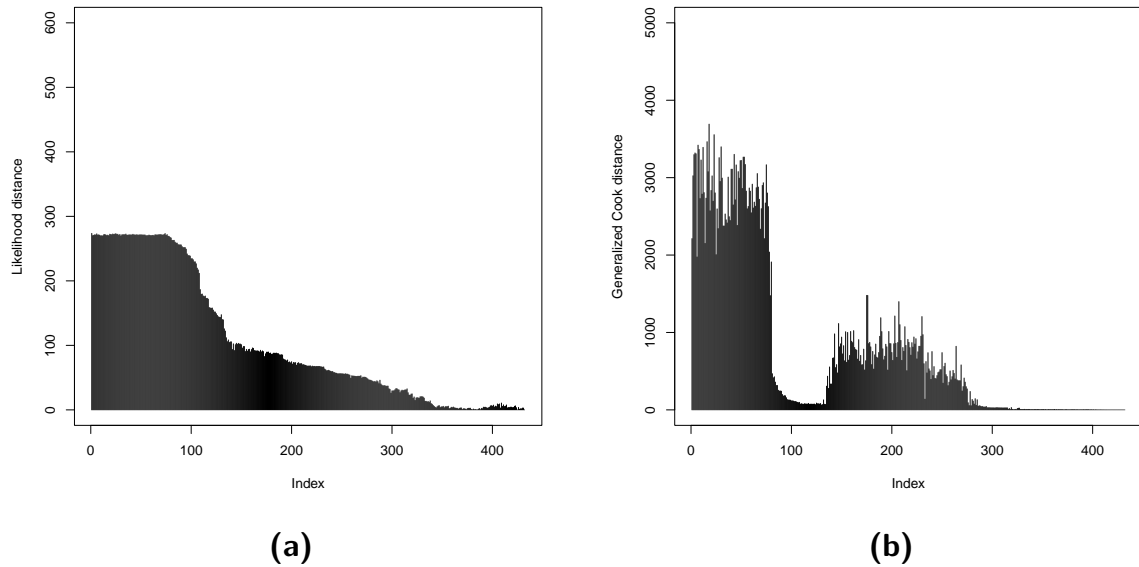 0 100 200 300 400 500 600
Likelihood distance
0 100 200 300 400
Index
(a)
0 1000 2000 3000 4000 5000
Generalized Cook distance
0 100 200 300 400
Index
(b)